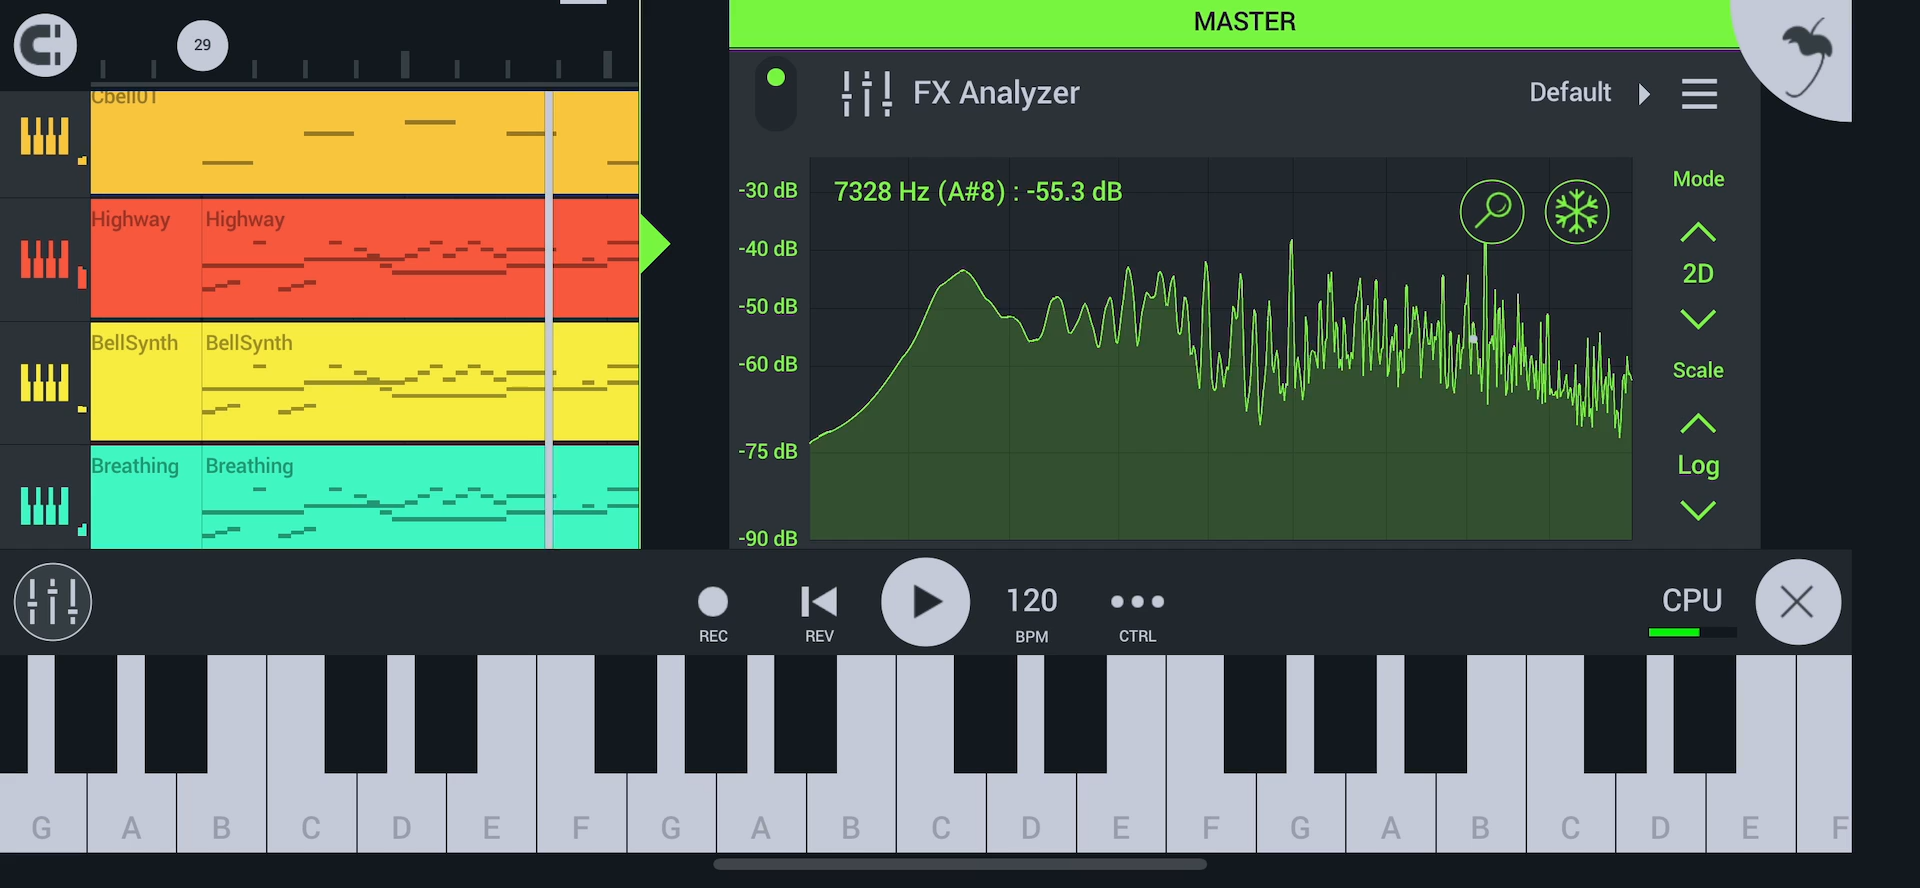 MASTER
29
FX Analyzer
Default
Cbell01
-30 dB
7328 Hz (A#8) : -55.3 dB
Mode
Highway
Highway
-40 dB
2D
-50 dB
BellSynth
BellSynth
-60 dB
Scale
-75 dB
Log
Breathing
Breathing
-90 dB
120
CPU
REC
REV
BPM
CTRL
G A B C D E F G A B C D E F G A B C D E F